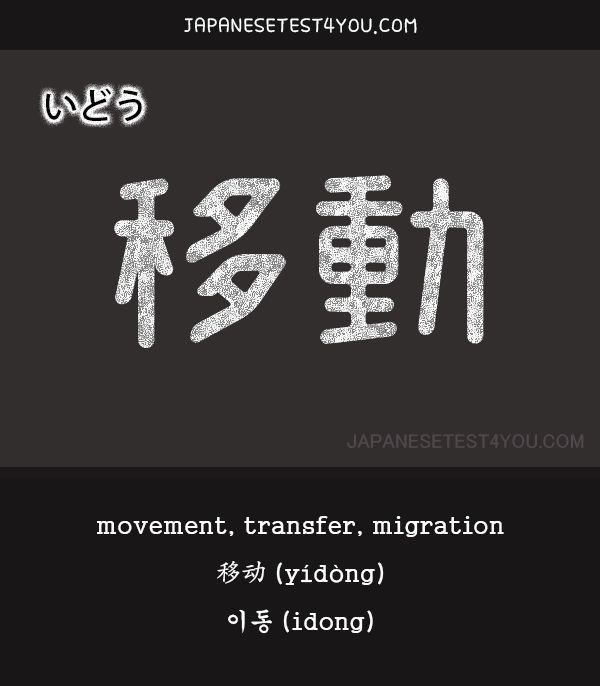 JAPANESETEST4YOU.COM
いどう
移動
JAPANESETEST4YOU.COM
movement, transfer, migration
移动 (yídòng)
이동 (idong)